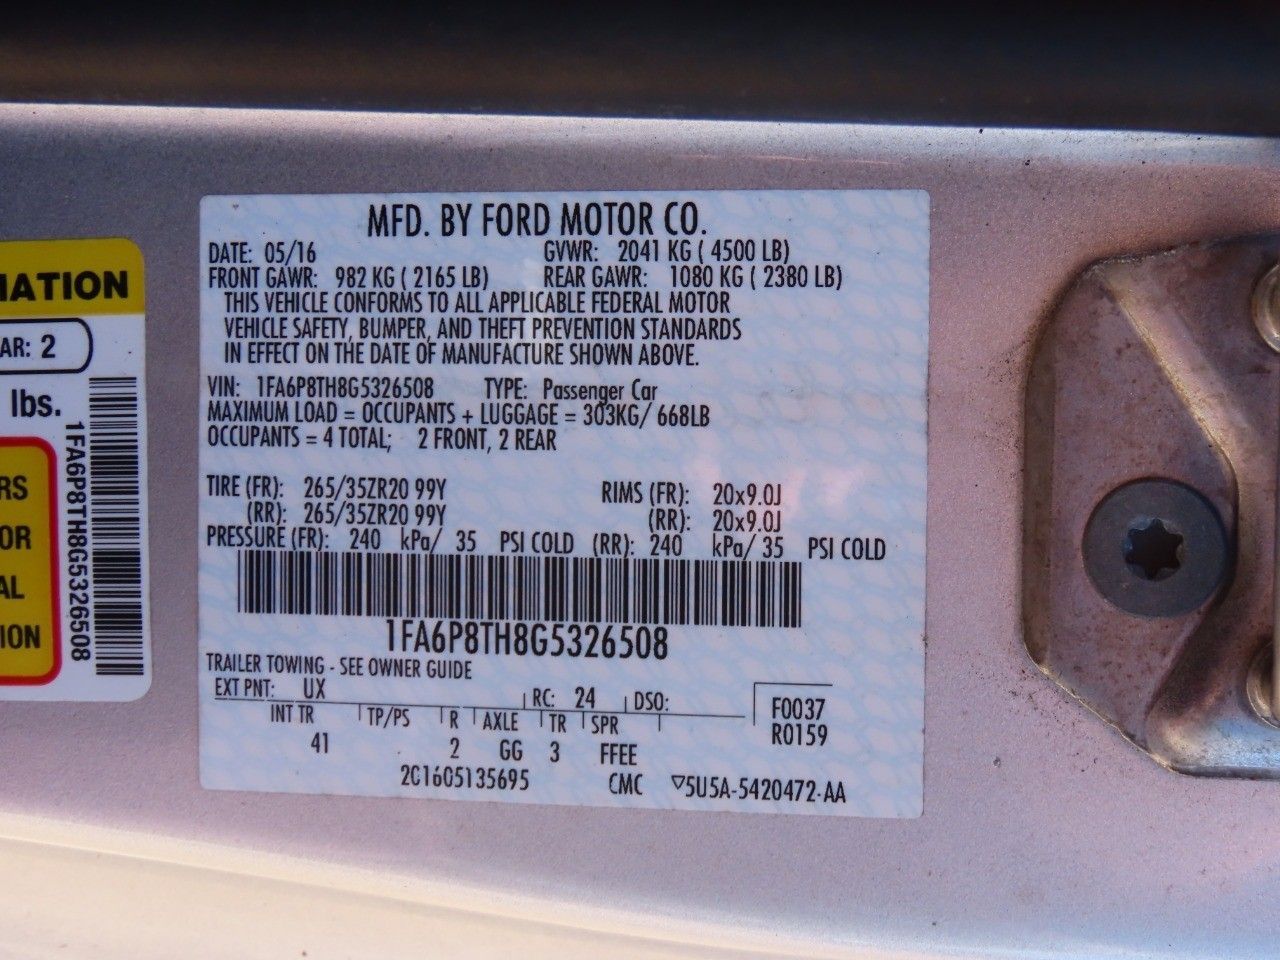 MFD. BY FORD MOTOR CO.
DATE: 05/16 GVWR: 2041 KG ( 4500 LB)
FRONT GAWR: 982 KG ( 2165 LB) REAR GAWR: 1080 KG ( 2380 LB)
THIS VEHICLE CONFORMS TO ALL APPLICABLE FEDERAL MOTOR
VEHICLE SAFETY, BUMPER, AND THEFT PREVENTION STANDARDS
IN EFFECT ON THE DATE OF MANUFACTURE SHOWN ABOVE.
VIN: 1FA6P8TH8G5326508 TYPE: Passenger Car
MAXIMUM LOAD = OCCUPANTS + LUGGAGE = 303KG/ 668LB
OCCUPANTS = 4 TOTAL; 2 FRONT, 2 REAR
TIRE (FR): 265/35ZR20 99Y RIMS (FR): 20x9.0J
(RR): 265/35ZR20 99Y (RR): 20x9.0J
PRESSURE (FR): 240 kPa/ 35 PSI COLD (RR): 240 kPa/ 35 PSI COLD
1FA6P8TH8G5326508
TRAILER TOWING - SEE OWNER GUIDE
EXT PNT: UX RC: 24 DSO: F0037
INT TR TP/PS R AXLE TR SPR R0159
41 2 GG 3 FFEE
201605135695 CMC ▽5U5A-5420472-AA
MATION
AR: 2
lbs.
RS
OR
AL
ION
1FA6P8TH8G5326508